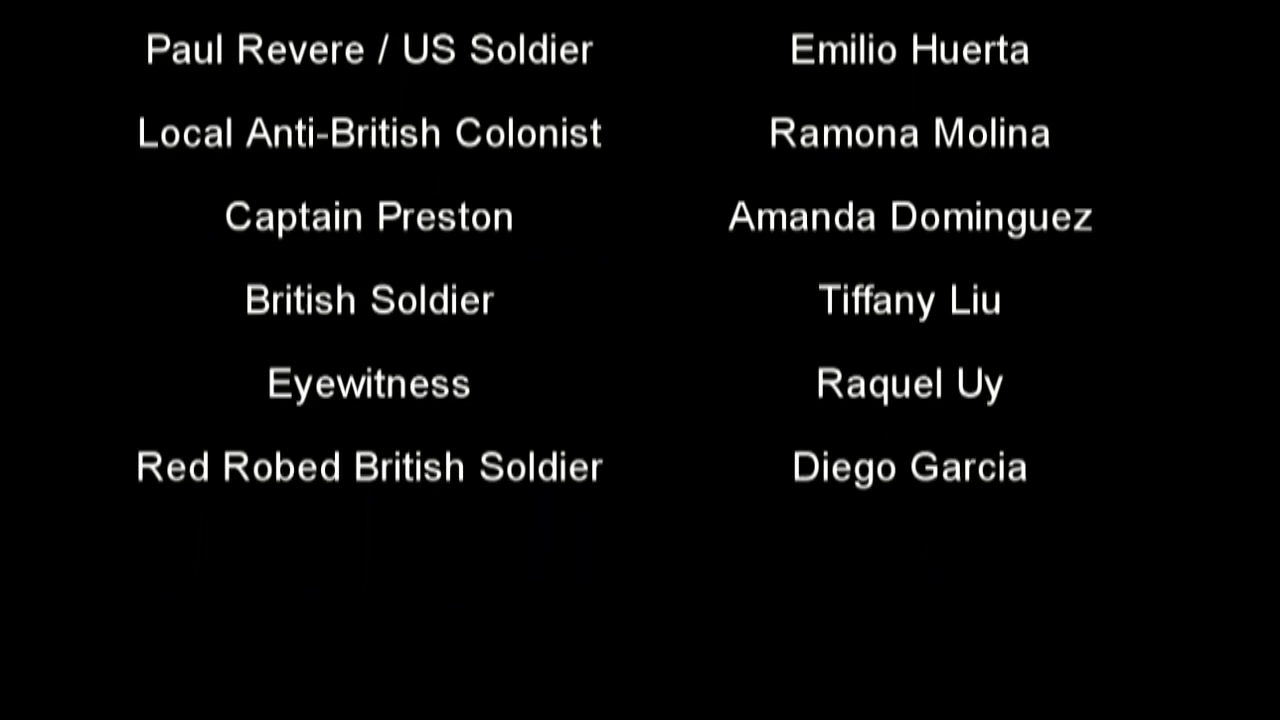 Paul Revere / US Soldier Emilio Huerta
Local Anti-British Colonist Ramona Molina
Captain Preston Amanda Dominguez
British Soldier Tiffany Liu
Eyewitness Raquel Uy
Red Robed British Soldier Diego Garcia